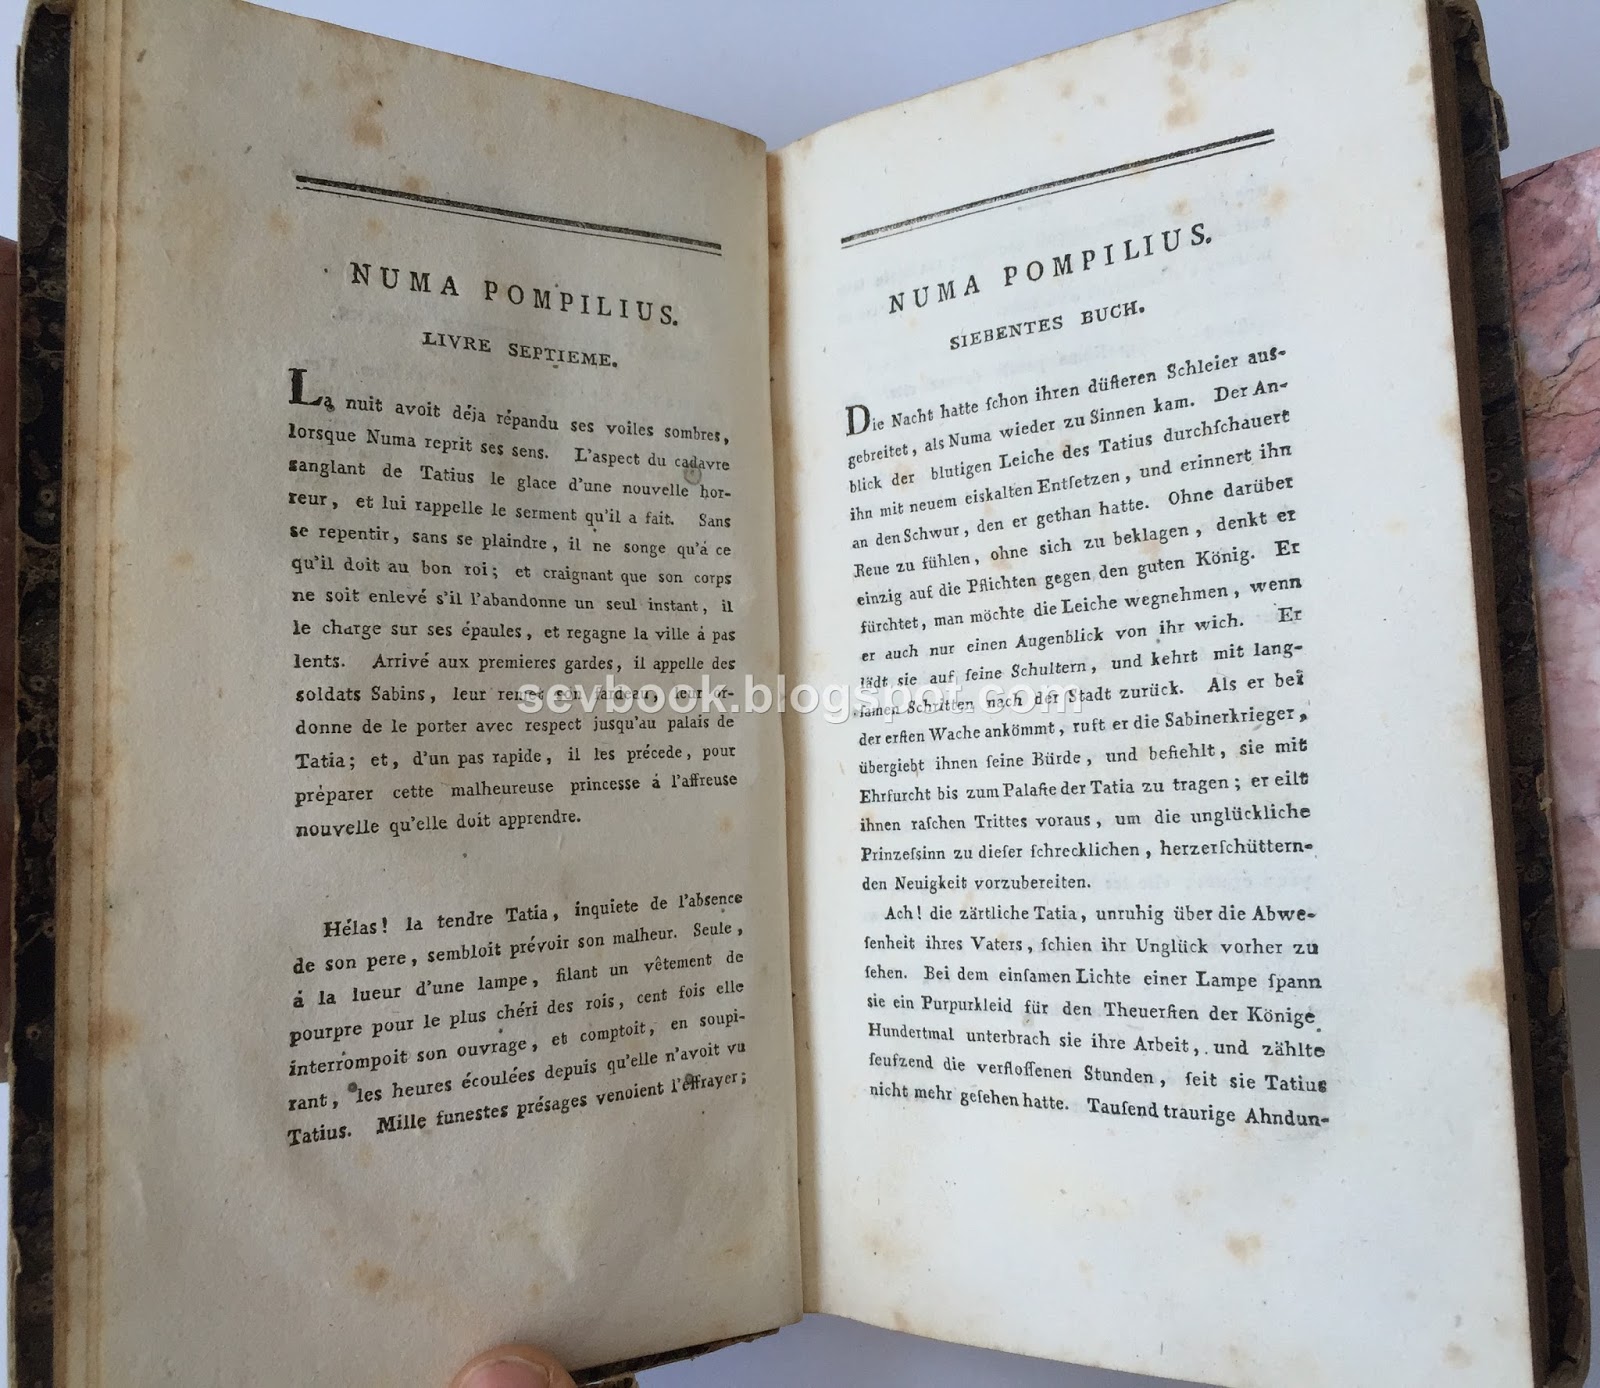 NUMA POMPILIUS.
LIVRE SEPTIEME.
La nuit avoit déja répandu ses voiles sombres,
lorsque Numa reprit ses sens. L'aspect du cadavre
sanglant de Tatius le glace d'une nouvelle hor-
reur, et lui rappelle le serment qu'il a fait. Sans
se repentir, sans se plaindre, il ne songe qu'á ce
qu'il doit au bon roi; et craignant que son corps
ne soit enlevé s'il l'abandonne un seul instant, il
le charge sur ses épaules, et regagne la ville á pas
lents. Arrivé aux premieres gardes, il appelle des
soldats Sabins, leur remet son fardeau, leur or-
donne de le porter avec respect jusqu'au palais de
Tatia; et, d'un pas rapide, il les précede, pour
préparer cette malheureuse princesse á l'affreuse
nouvelle qu'elle doit apprendre.
Hélas! la tendre Tatia, inquiete de l'absence
de son pere, sembloit prévoir son malheur. Seule,
á la lueur d'une lampe, filant un vêtement de
pourpre pour le plus chéri des rois, cent fois elle
interrompoit son ouvrage, et comptoit, en soupi-
rant, les heures écoulées depuis qu'elle n'avoit vu
Tatius. Mille funestes présages venoient l'effrayer;
NUMA POMPILIUS.
SIEBENTES BUCH.
Die Nacht hatte ſchon ihren düſteren Schleier aus-
gebreitet, als Numa wieder zu Sinnen kam. Der An-
blick der blutigen Leiche des Tatius durchſchauert
ihn mit neuem eiskalten Entſetzen, und erinnert ihn
an den Schwur, den er gethan hatte. Ohne darüber
Reue zu fühlen, ohne sich zu beklagen, denkt er
einzig auf die Pflichten gegen den guten König. Er
fürchtet, man möchte die Leiche wegnehmen, wenn
er auch nur einen Augenblick von ihr wich. Er
lädt sie auf ſeine Schultern, und kehrt mit lang-
ſamen Schritten nach der Stadt zurück. Als er bei
der erſten Wache ankömmt, ruft er die Sabinerkrieger,
übergiebt ihnen ſeine Bürde, und befiehlt, sie mit
Ehrfurcht bis zum Palaſte der Tatia zu tragen; er eilt
ihnen raſchen Trittes voraus, um die unglückliche
Prinzeſsinn zu dieſer ſchrecklichen, herzerſchüttern-
den Neuigkeit vorzubereiten.
Ach! die zärtliche Tatia, unruhig über die Abwe-
ſenheit ihres Vaters, ſchien ihr Unglück vorher zu
ſehen. Bei dem einſamen Lichte einer Lampe ſpann
sie ein Purpurkleid für den Theuerſten der Könige.
Hundertmal unterbrach sie ihre Arbeit, und zählte
ſeufzend die verfloſſenen Stunden, ſeit sie Tatius
nicht mehr geſehen hatte. Tauſend traurige Ahndun-
sevbook.blogspot.com